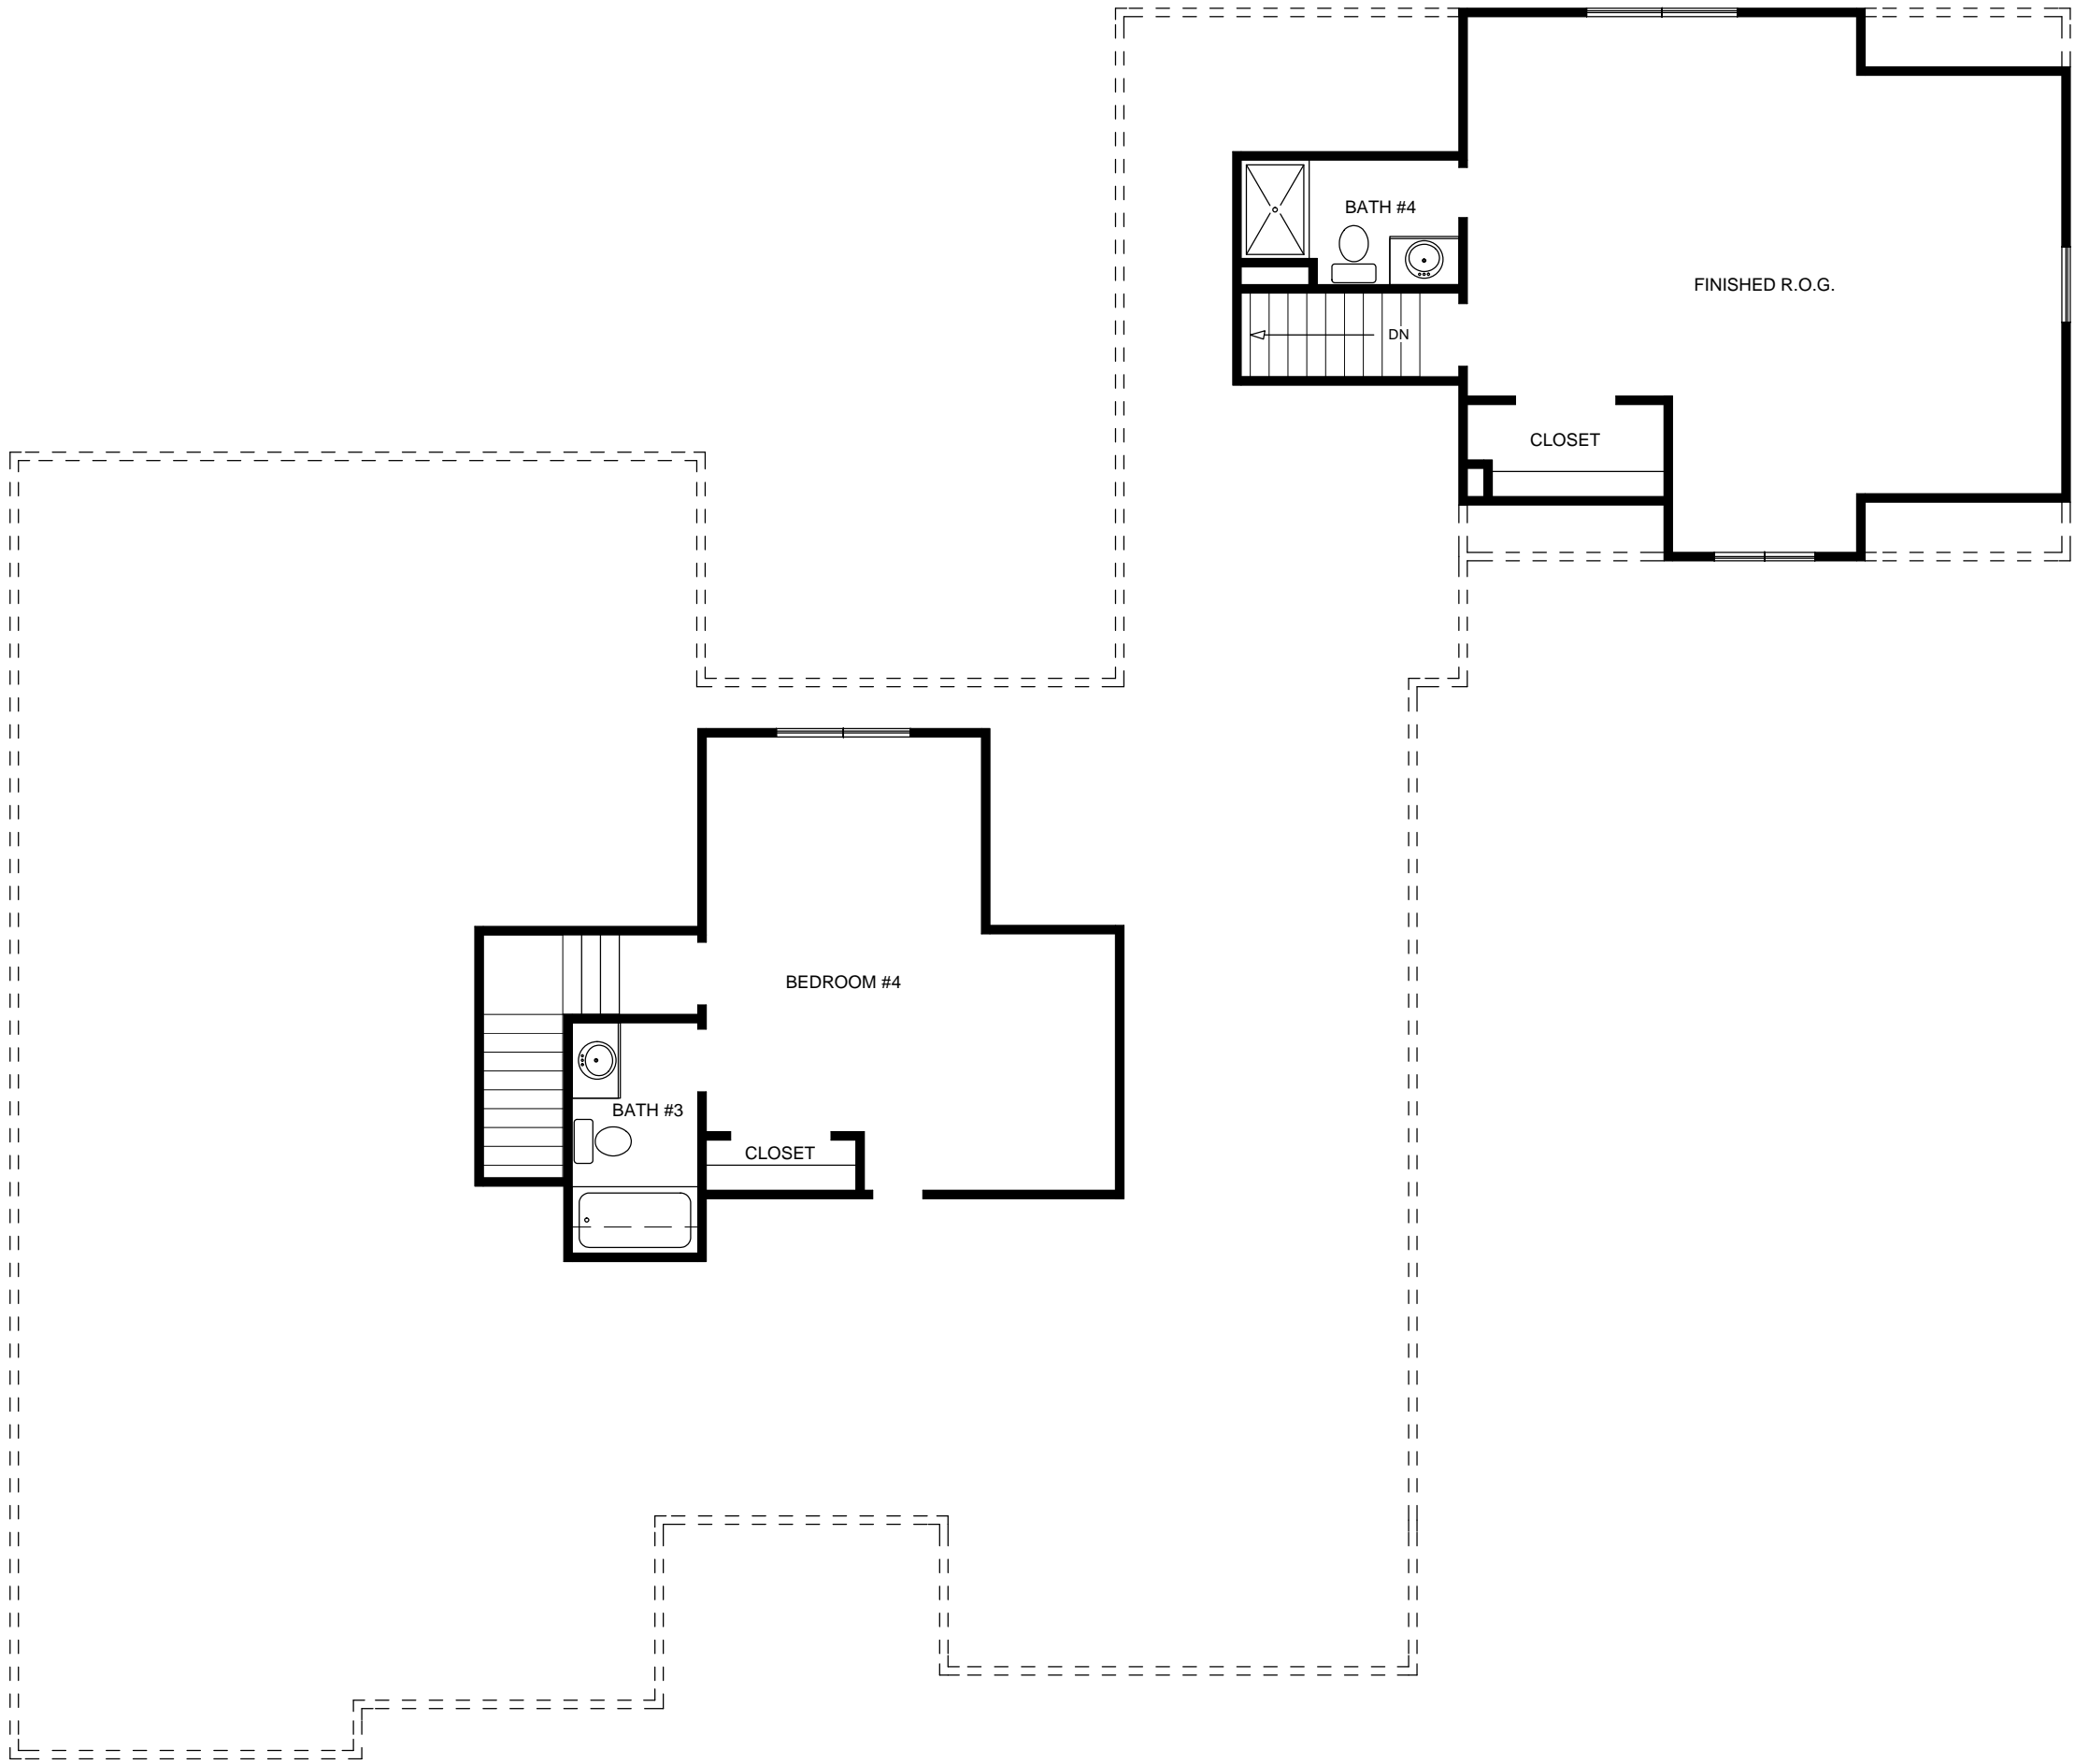 BATH #4
FINISHED R.O.G.
DN
CLOSET
BEDROOM #4
BATH #3
CLOSET